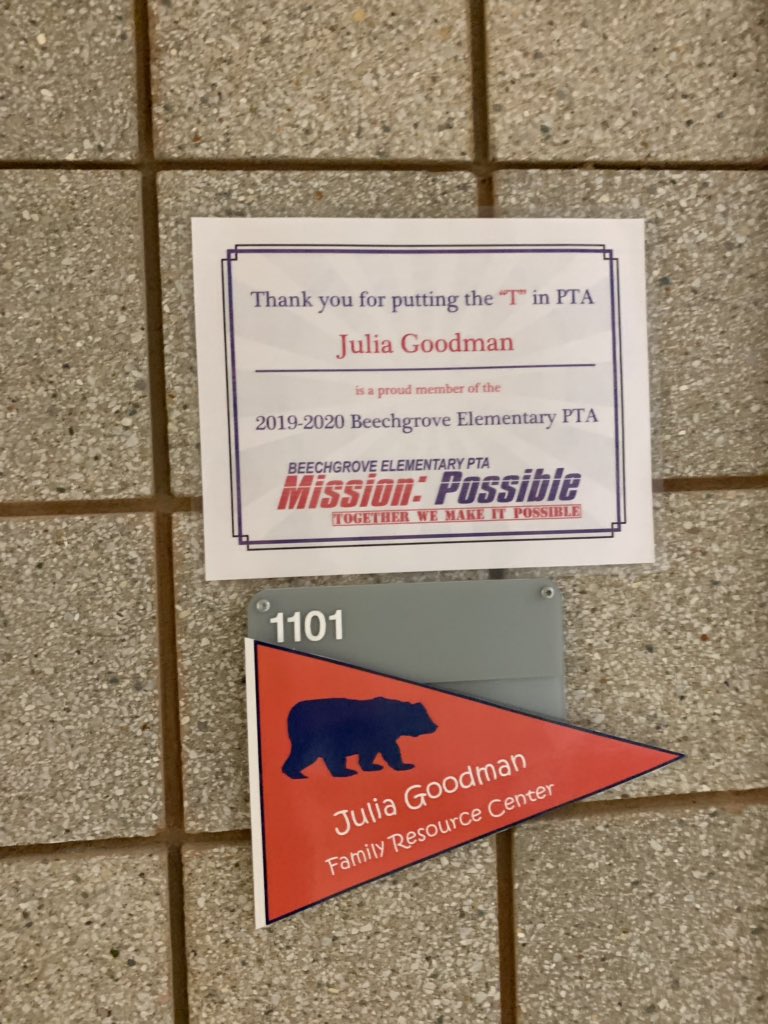 Thank you for putting the “T” in PTA
Julia Goodman
is a proud member of the
2019-2020 Beechgrove Elementary PTA
BEECHGROVE ELEMENTARY PTA
Mission: Possible
TOGETHER WE MAKE IT POSSIBLE
1101
Julia Goodman
Family Resource Center